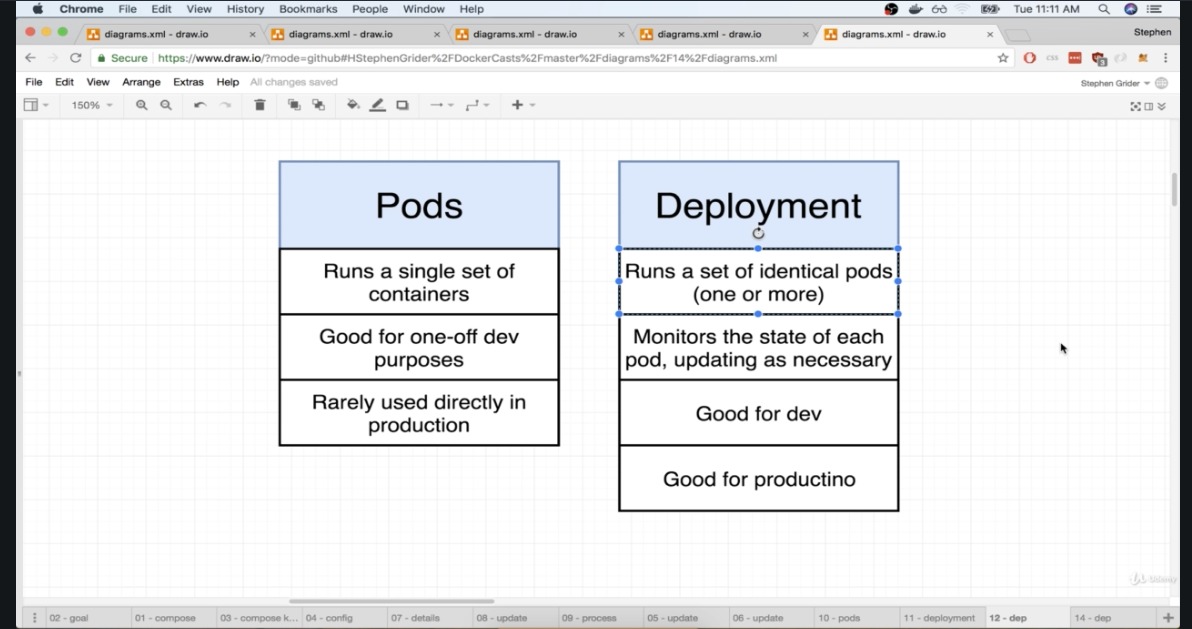 Chrome File Edit View History Bookmarks People Window Help Tue 11:11 AM
diagrams.xml - draw.io diagrams.xml - draw.io diagrams.xml - draw.io diagrams.xml - draw.io diagrams.xml - draw.io Stephen
Secure https://www.draw.io/?mode=github#HStephenGrider%2FDockerCasts%2Fmaster%2Fdiagrams%2F14%2Fdiagrams.xml
File Edit View Arrange Extras Help All changes saved Stephen Grider
150%
Pods
Runs a single set of
containers
Good for one-off dev
purposes
Rarely used directly in
production
Deployment
Runs a set of identical pods
(one or more)
Monitors the state of each
pod, updating as necessary
Good for dev
Good for productino
Udemy
02 - goal 01 - compose 03 - compose k... 04 - config 07 - details 08 - update 09 - process 05 - update 06 - update 10 - pods 11 - deployment 12 - dep 14 - dep